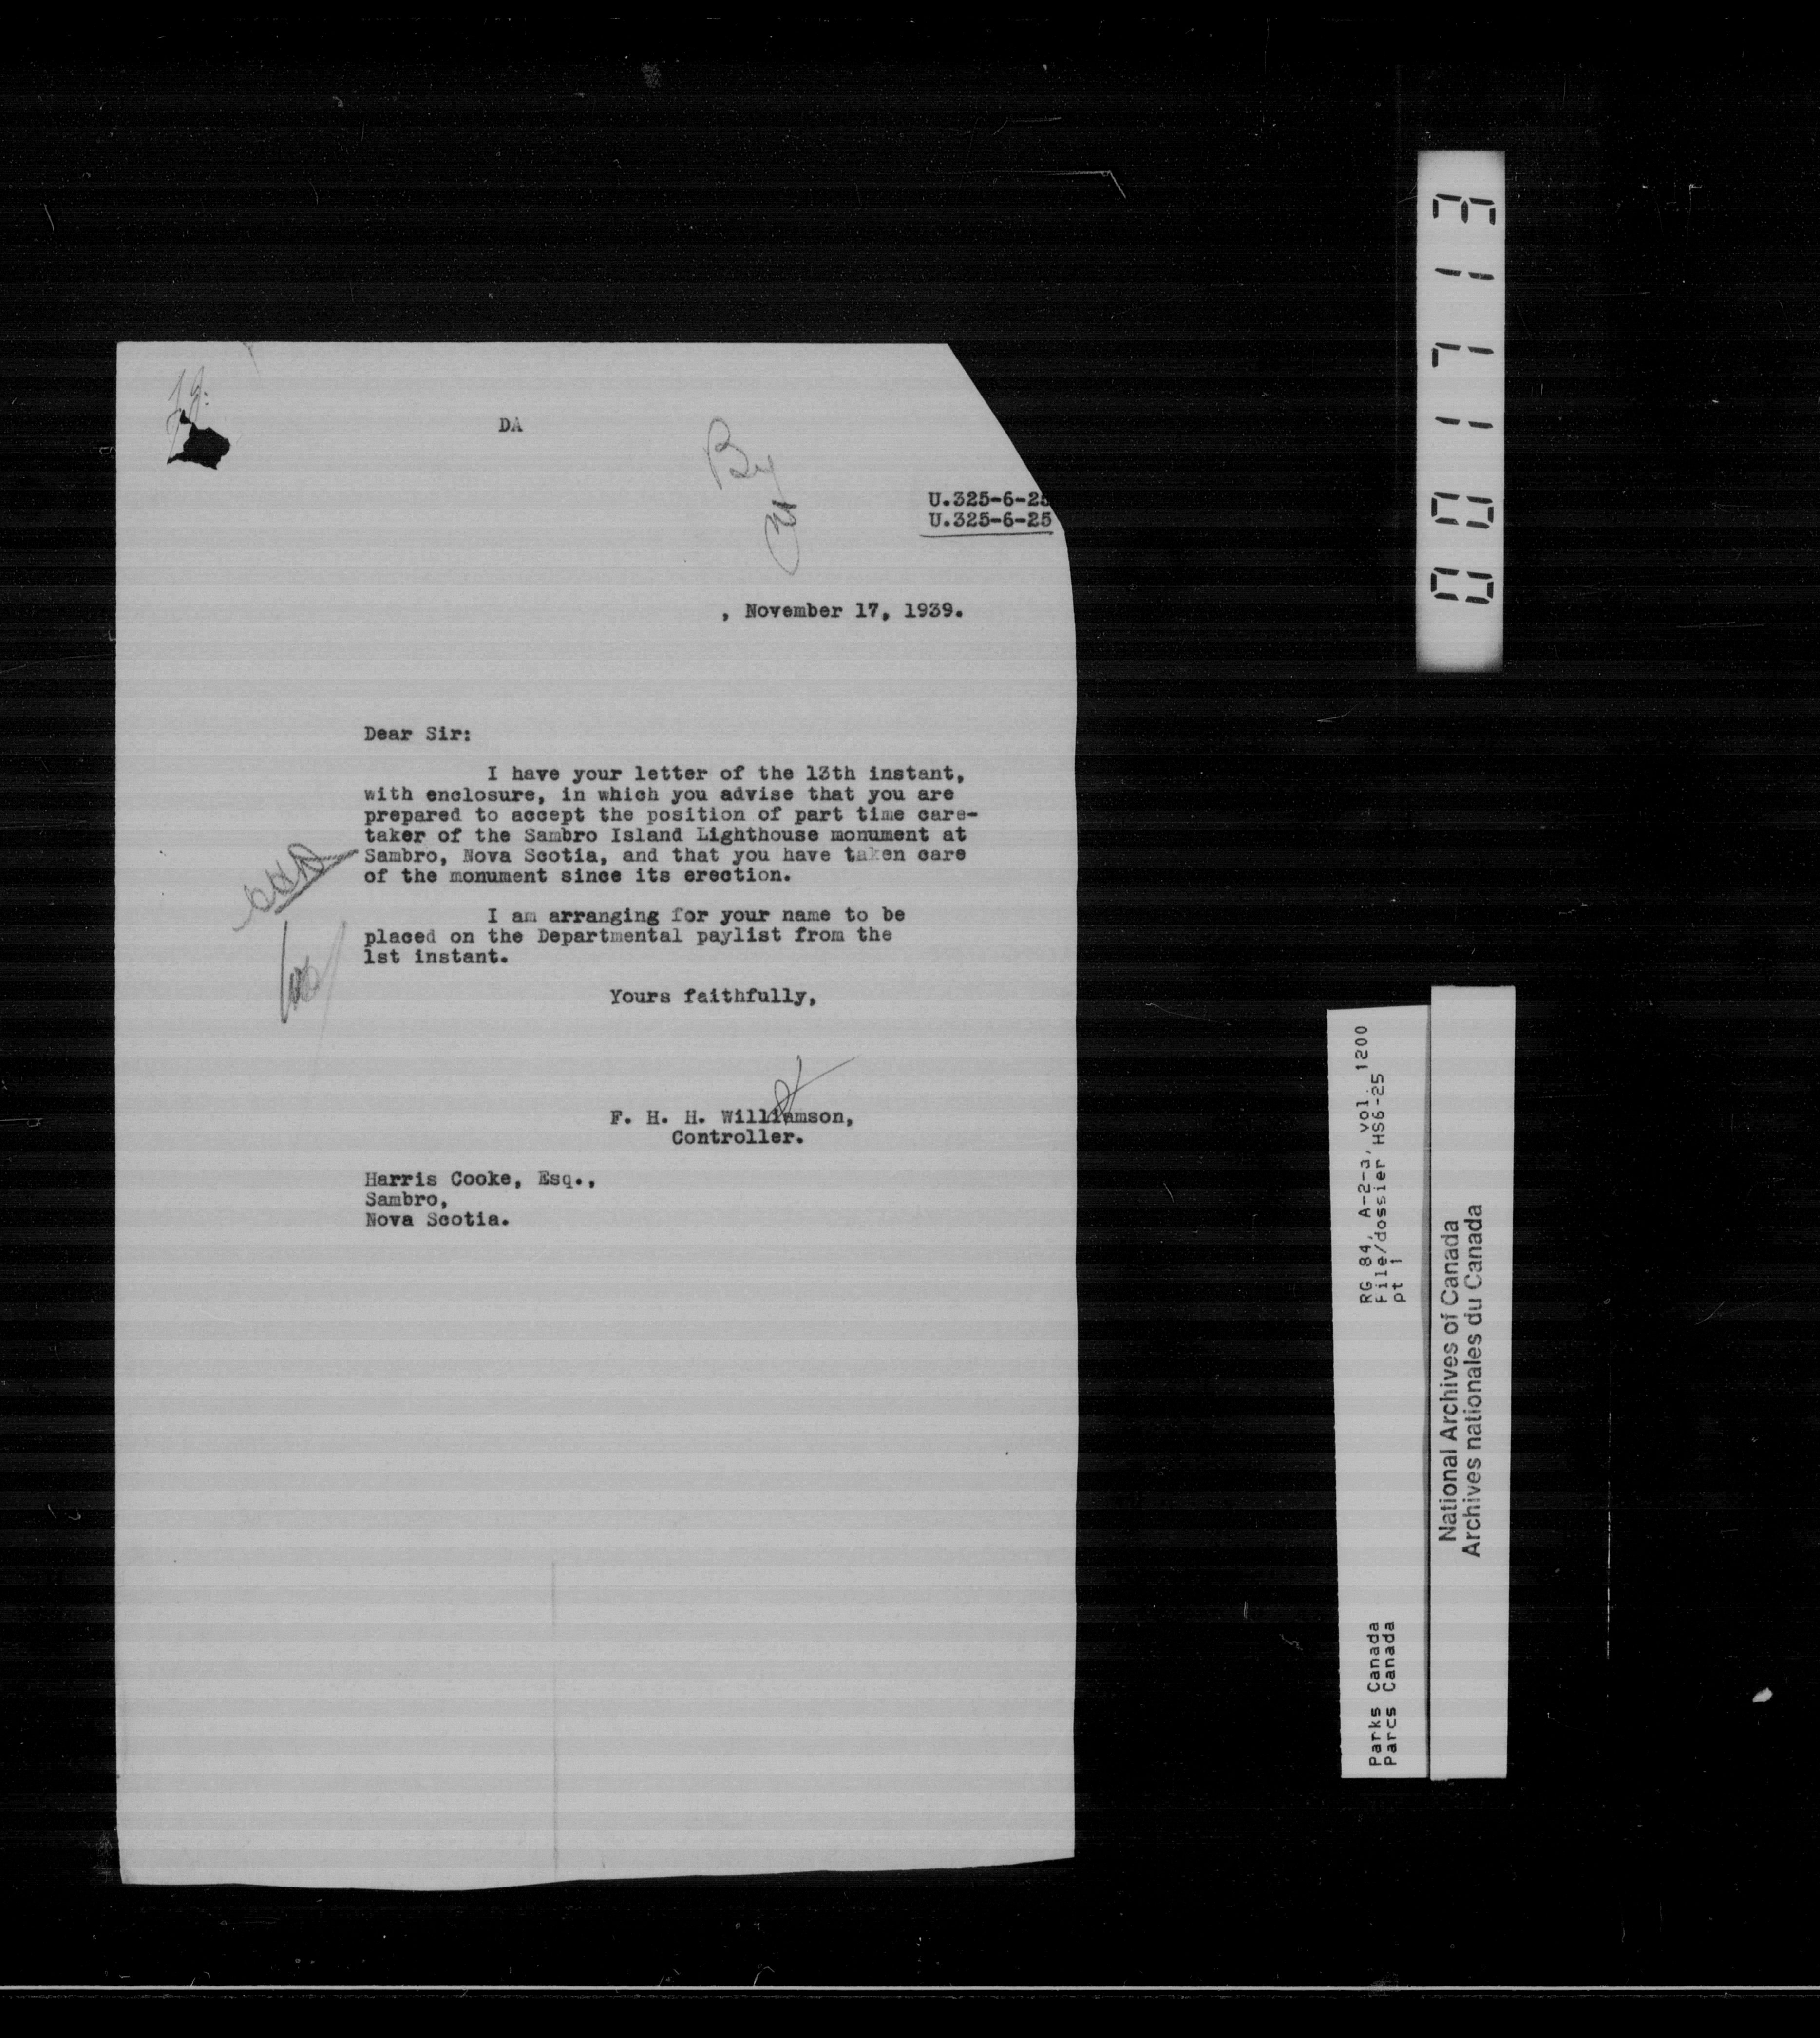 DA
By
U.325-6-25
U.325-6-25
, November 17, 1939.
Dear Sir:
I have your letter of the 13th instant,
with enclosure, in which you advise that you are
prepared to accept the position of part time care-
taker of the Sambro Island Lighthouse monument at
Sambro, Nova Scotia, and that you have taken care
of the monument since its erection.
I am arranging for your name to be
placed on the Departmental paylist from the
1st instant.
Yours faithfully,
F. H. H. Williamson,
Controller.
Harris Cooke, Esq.,
Sambro,
Nova Scotia.
001713
RG 84, A-2-a, vol. 1200
File/dossier HS6-25
pt 1
Parks Canada
Parcs Canada
National Archives of Canada
Archives nationales du Canada